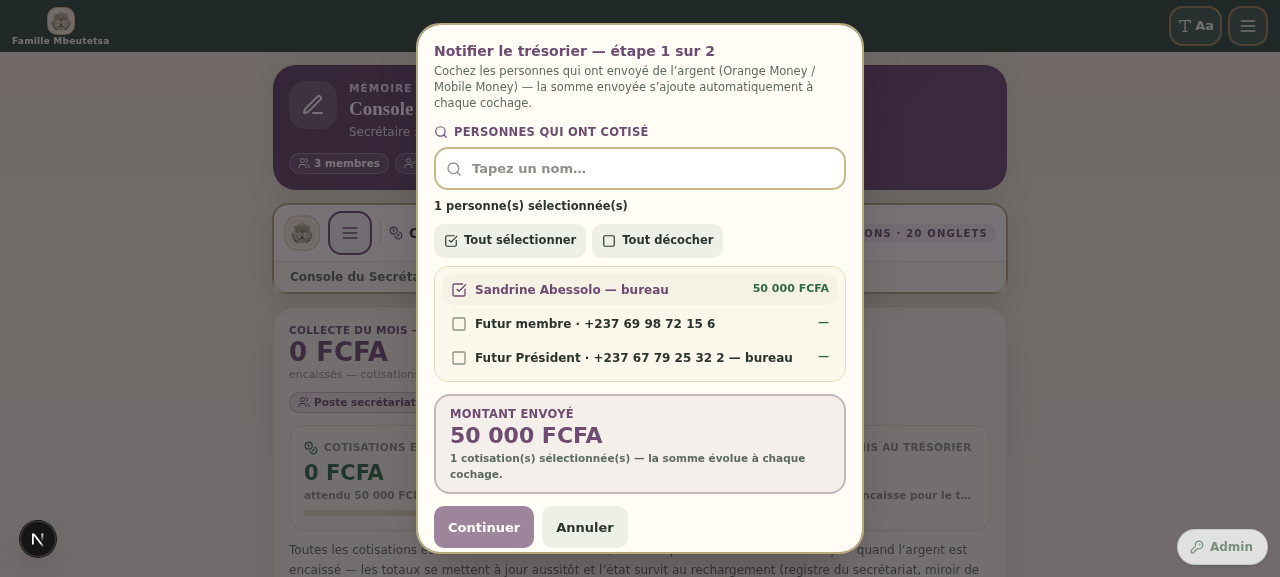 Famille Mbeutetsa
Aa
MÉMOIRE
Console
Secrétaire
3 membres
ONS · 20 ONGLETS
Console du Secréta
COLLECTE DU MOIS —
0 FCFA
encaissés — cotisations
Poste secrétariat
COTISATIONS E
0 FCFA
attendu 50 000 FCF
IS AU TRÉSORIER
ncaisse pour le t…
Toutes les cotisations
quand l’argent est
encaissé — les totaux se mettent à jour aussitôt et l’état survit au rechargement (registre du secrétariat, miroir de
Notifier le trésorier — étape 1 sur 2
Cochez les personnes qui ont envoyé de l’argent (Orange Money /
Mobile Money) — la somme envoyée s’ajoute automatiquement à
chaque cochage.
PERSONNES QUI ONT COTISÉ
Tapez un nom…
1 personne(s) sélectionnée(s)
Tout sélectionner
Tout décocher
Sandrine Abessolo — bureau
50 000 FCFA
Futur membre · +237 69 98 72 15 6
—
Futur Président · +237 67 79 25 32 2 — bureau
—
MONTANT ENVOYÉ
50 000 FCFA
1 cotisation(s) sélectionnée(s) — la somme évolue à chaque
cochage.
Continuer
Annuler
N
Admin